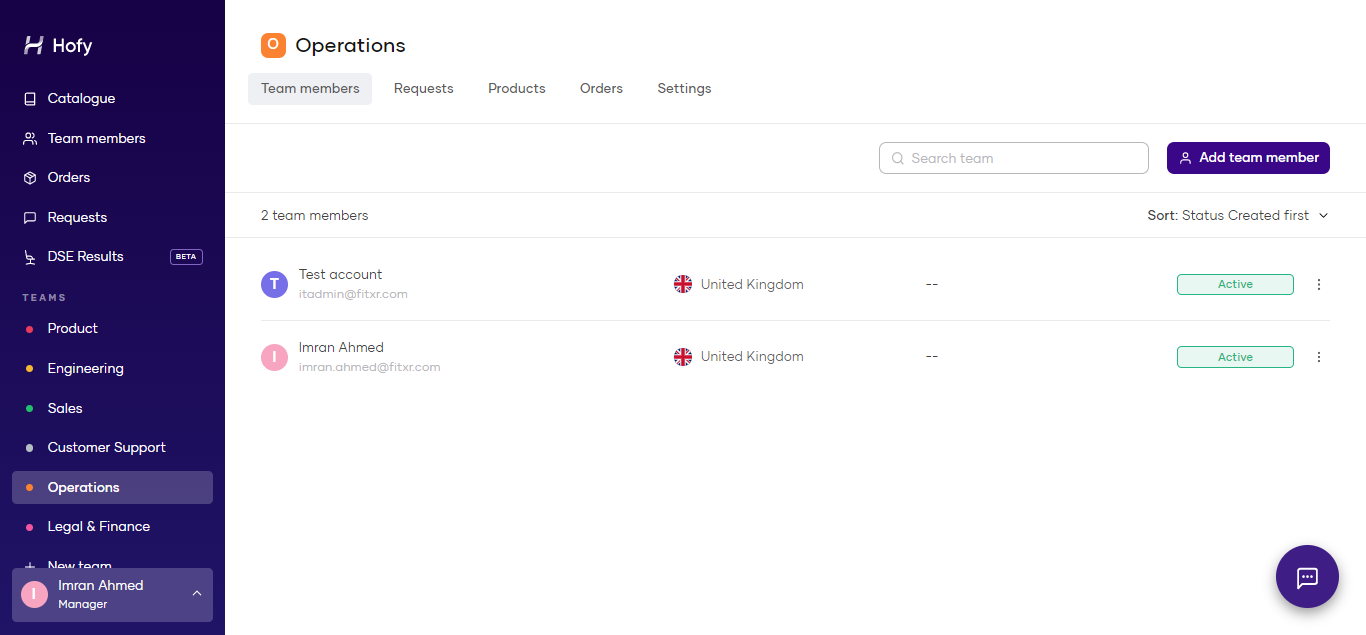 Hofy
Catalogue
Team members
Orders
Requests
DSE Results BETA
TEAMS
Product
Engineering
Sales
Customer Support
Operations
Legal & Finance
New team
I Imran Ahmed
Manager
O Operations
Team members Requests Products Orders Settings
Search team Add team member
2 team members Sort: Status Created first
T Test account United Kingdom -- Active
itadmin@fitxr.com
I Imran Ahmed United Kingdom -- Active
imran.ahmed@fitxr.com